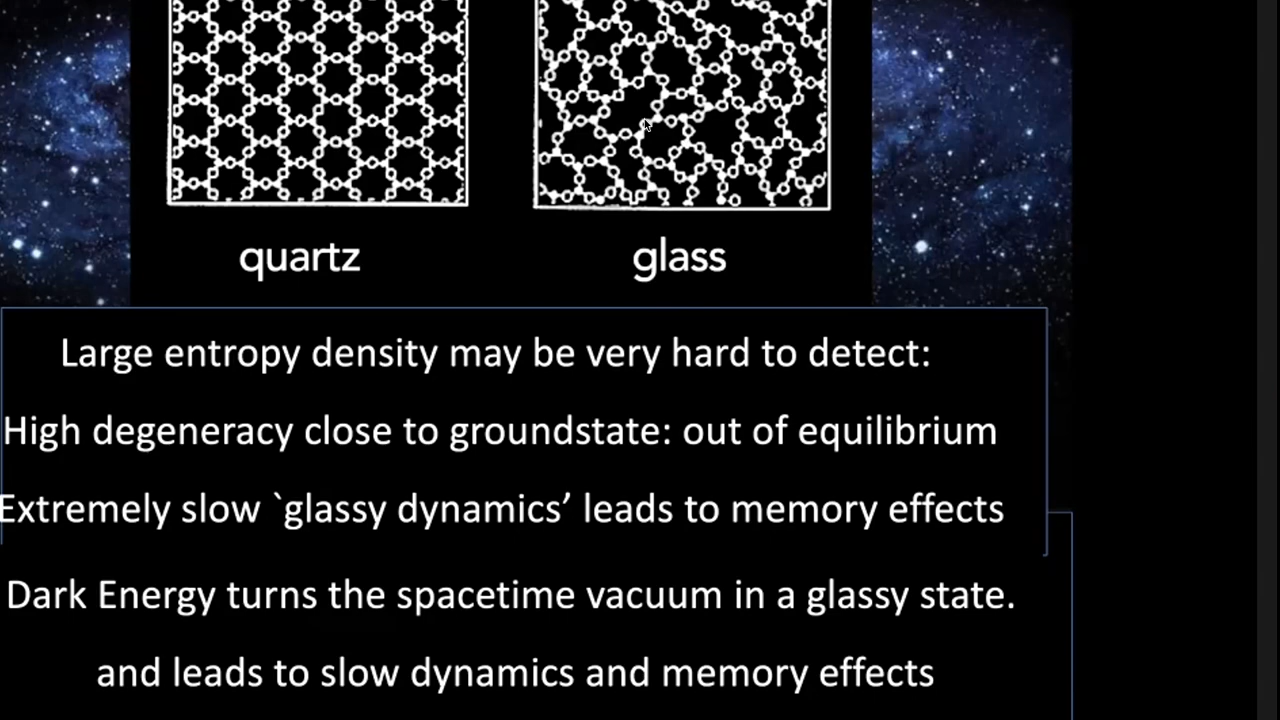 quartz glass
Large entropy density may be very hard to detect:
High degeneracy close to groundstate: out of equilibrium
Extremely slow `glassy dynamics’ leads to memory effects
Dark Energy turns the spacetime vacuum in a glassy state.
and leads to slow dynamics and memory effects